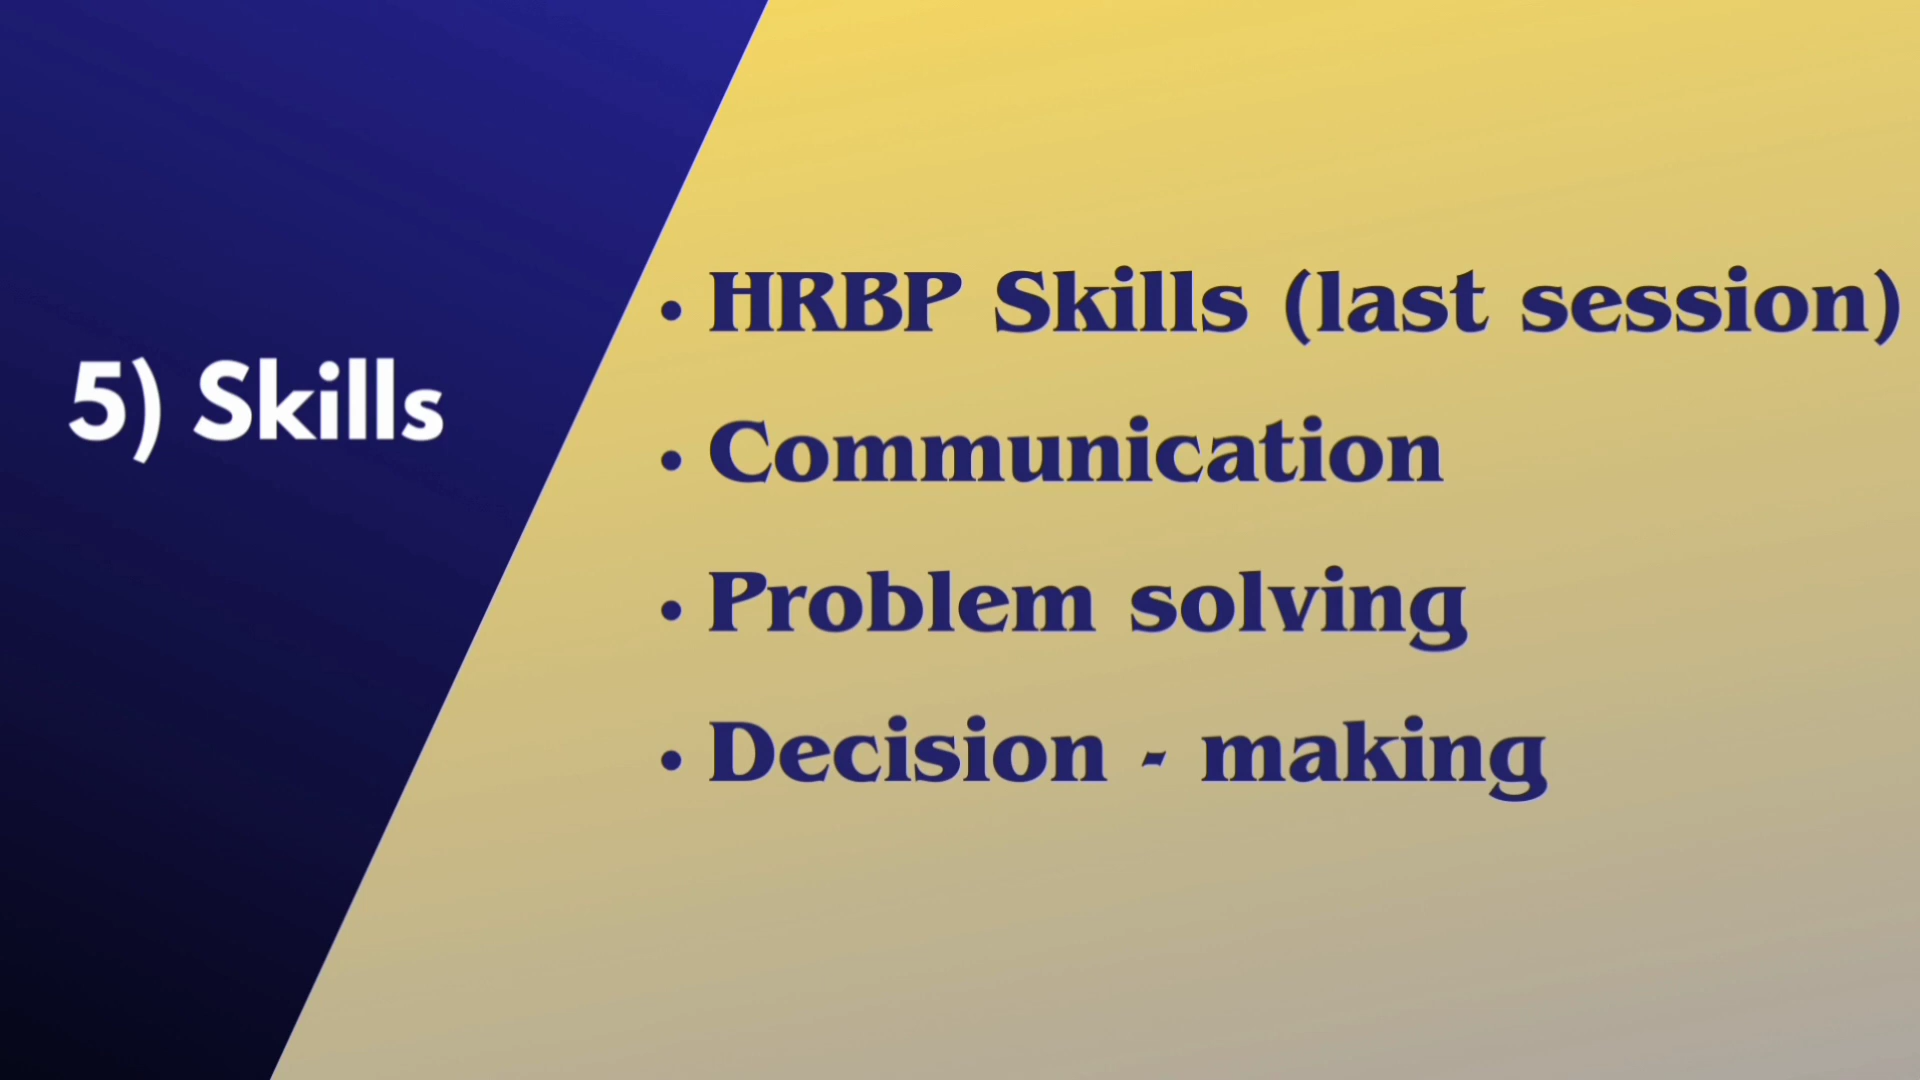 5) Skills
• HRBP Skills (last session)
• Communication
• Problem solving
• Decision - making